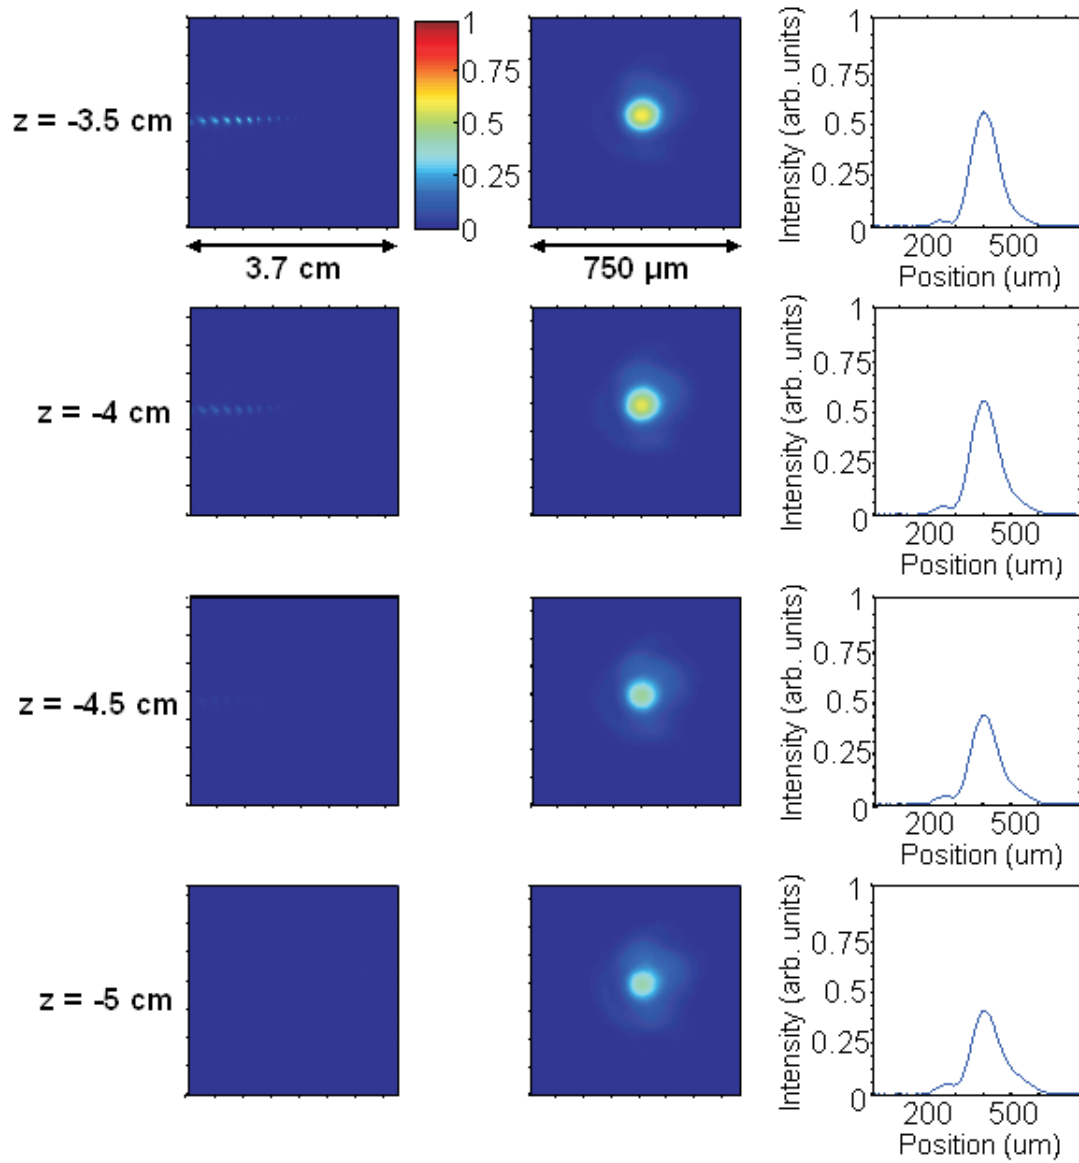 z = -3.5 cm
1
0.75
0.5
0.25
0
3.7 cm
750 µm
Intensity (arb. units)
1
0.75
0.5
0.25
0
200 500
Position (um)
z = -4 cm
Intensity (arb. units)
1
0.75
0.5
0.25
0
200 500
Position (um)
z = -4.5 cm
Intensity (arb. units)
1
0.75
0.5
0.25
0
200 500
Position (um)
z = -5 cm
Intensity (arb. units)
1
0.75
0.5
0.25
0
200 500
Position (um)